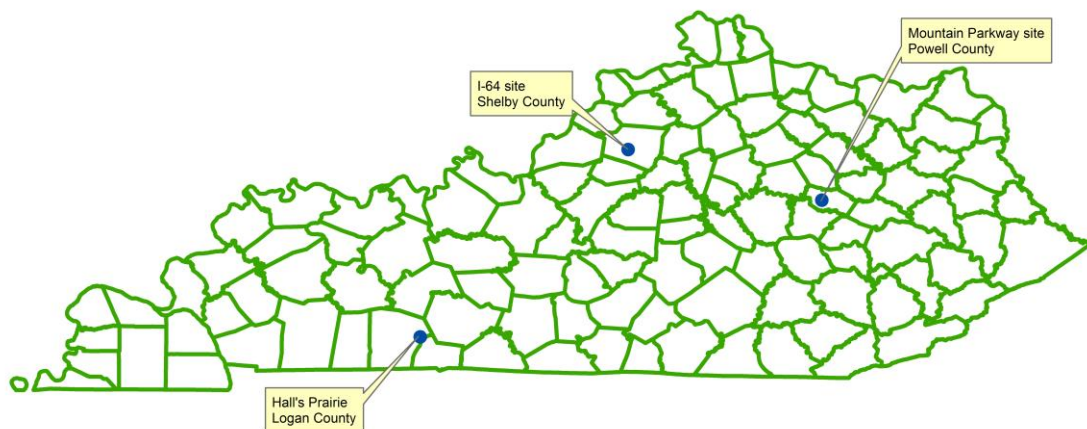 Mountain Parkway site
Powell County
I-64 site
Shelby County
Hall's Prairie
Logan County